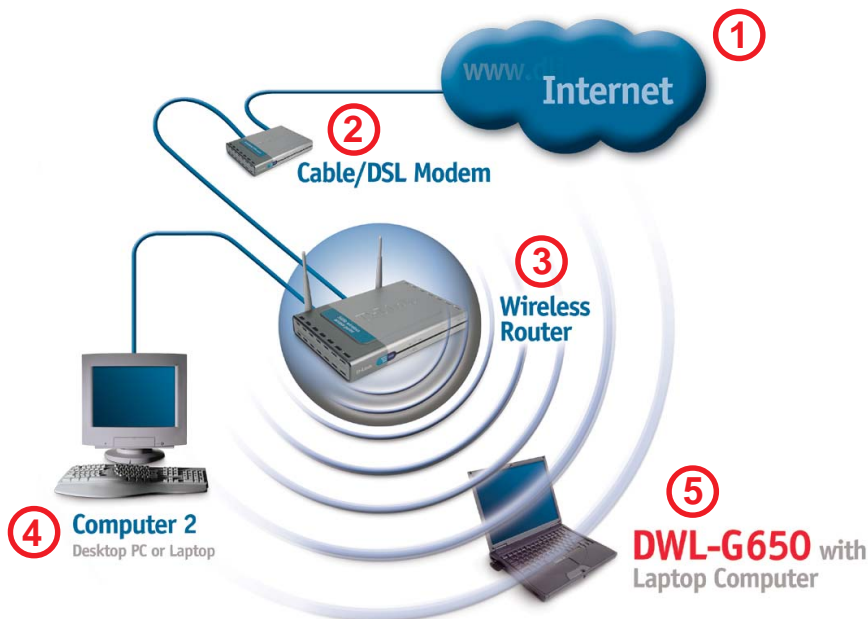 1
www.dl
Internet
2
Cable/DSL Modem
3
Wireless
Router
4
Computer 2
Desktop PC or Laptop
5
DWL-G650 with
Laptop Computer